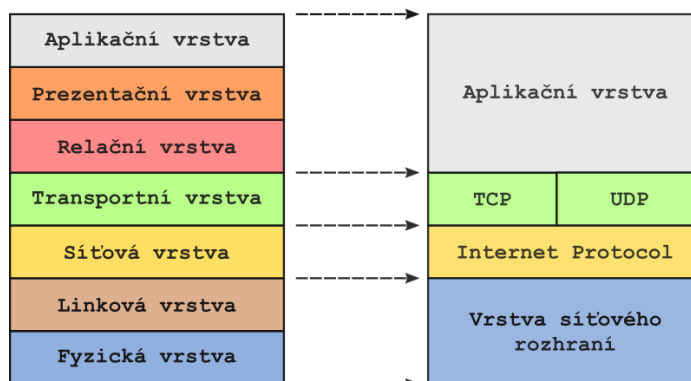 Aplikační vrstva
Prezentační vrstva
Relační vrstva
Transportní vrstva
Síťová vrstva
Linková vrstva
Fyzická vrstva
Aplikační vrstva
TCP
UDP
Internet Protocol
Vrstva síťového
rozhraní